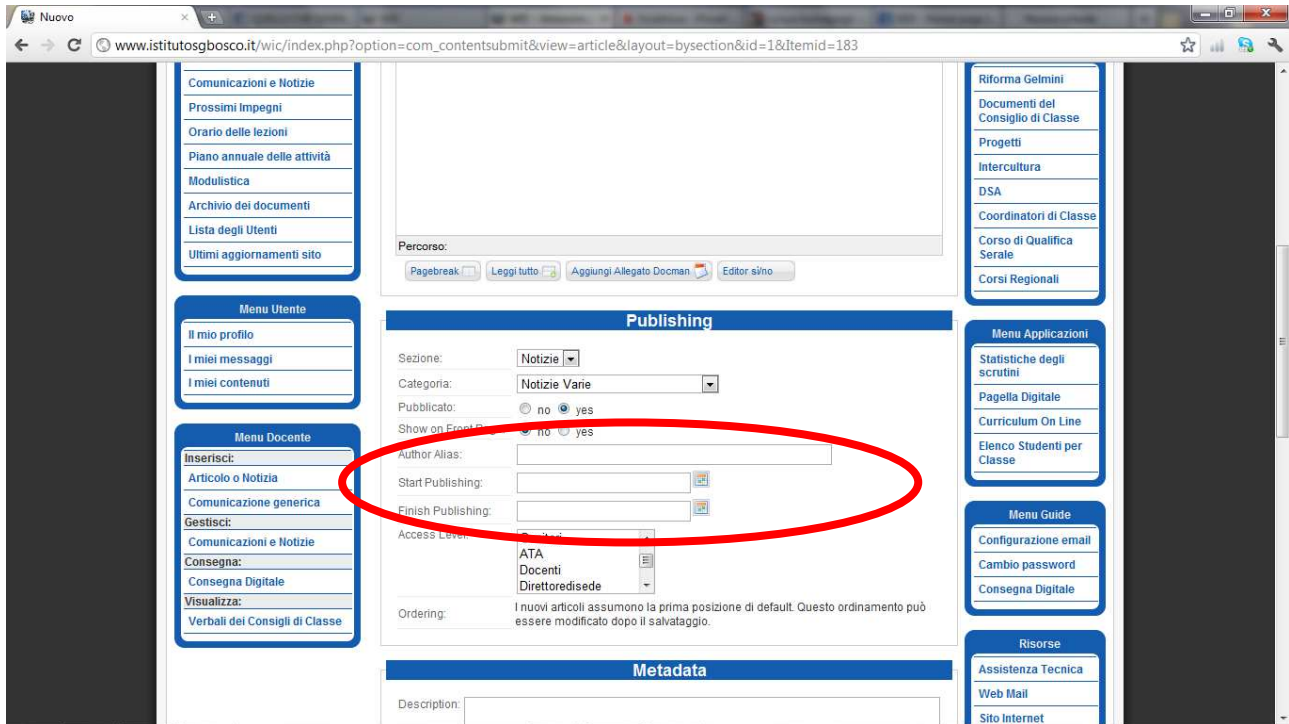 Nuovo
www.istitutosgbosco.it/wic/index.php?option=com_contentsubmit&view=article&layout=bysection&id=1&Itemid=183
Comunicazioni e Notizie
Prossimi Impegni
Orario delle lezioni
Piano annuale delle attività
Modulistica
Archivio dei documenti
Lista degli Utenti
Ultimi aggiornamenti sito
Menu Utente
Il mio profilo
I miei messaggi
I miei contenuti
Menu Docente
Inserisci:
Articolo o Notizia
Comunicazione generica
Gestisci:
Comunicazioni e Notizie
Consegna:
Consegna Digitale
Visualizza:
Verbali dei Consigli di Classe
Percorso:
Pagebreak Leggi tutto Aggiungi Allegato Docman Editor si/no
Publishing
Sezione: Notizie
Categoria: Notizie Varie
Pubblicato: no yes
Show on Front no yes
Author Alias:
Start Publishing:
Finish Publishing:
Access Level:
ATA
Docenti
Direttoredisede
Ordering: I nuovi articoli assumono la prima posizione di default. Questo ordinamento può
essere modificato dopo il salvataggio.
Metadata
Description:
Riforma Gelmini
Documenti del
Consiglio di Classe
Progetti
Intercultura
DSA
Coordinatori di Classe
Corso di Qualifica
Serale
Corsi Regionali
Menu Applicazioni
Statistiche degli
scrutini
Pagella Digitale
Curriculum On Line
Elenco Studenti per
Classe
Menu Guide
Configurazione email
Cambio password
Consegna Digitale
Risorse
Assistenza Tecnica
Web Mail
Sito Internet